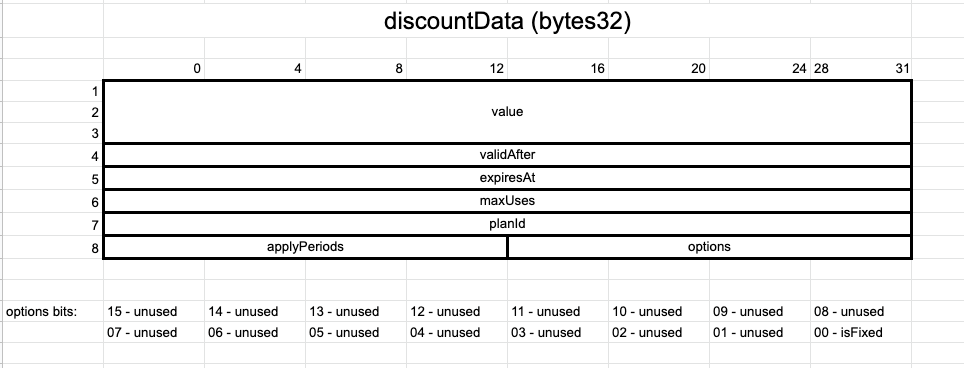 discountData (bytes32)
0 4 8 12 16 20 24 28 31
1
2 value
3
4 validAfter
5 expiresAt
6 maxUses
7 planId
8 applyPeriods options
options bits: 15 - unused 14 - unused 13 - unused 12 - unused 11 - unused 10 - unused 09 - unused 08 - unused
07 - unused 06 - unused 05 - unused 04 - unused 03 - unused 02 - unused 01 - unused 00 - isFixed